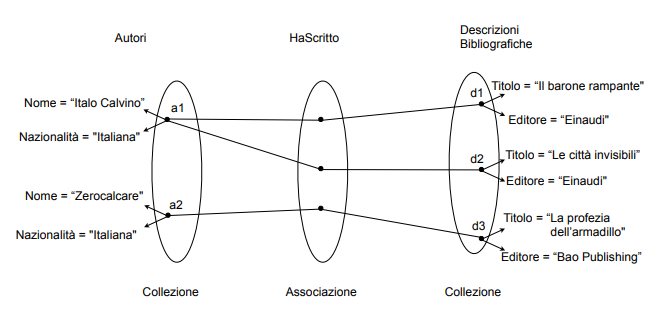 Autori
HaScritto
Descrizioni
Bibliografiche
Nome = “Italo Calvino”
a1
Nazionalità = "Italiana"
d1
Titolo = “Il barone rampante"
Editore = “Einaudi”
d2
Titolo = “Le città invisibili”
Editore = “Einaudi”
Nome = “Zerocalcare"
a2
Nazionalità = "Italiana"
d3
Titolo = “La profezia
dell’armadillo"
Editore = “Bao Publishing”
Collezione
Associazione
Collezione